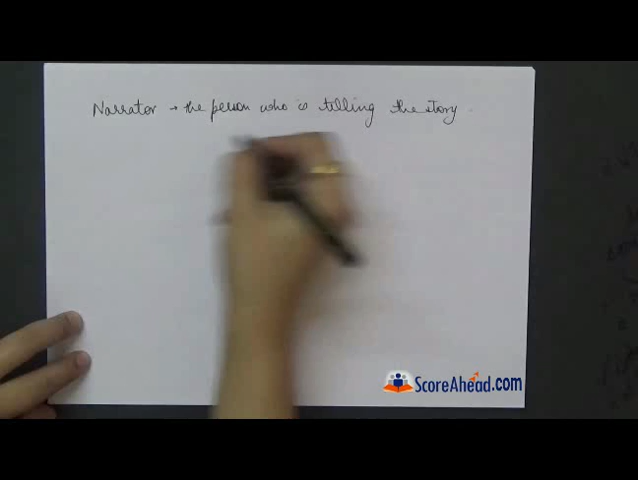 Narrator → the person who is telling the story.
ScoreAhead.com